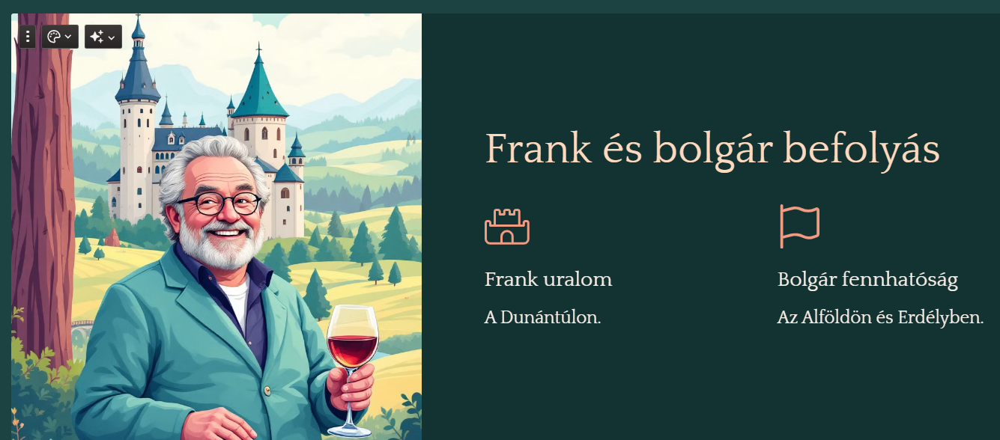 Frank és bolgár befolyás
Frank uralom
A Dunántúlon.
Bolgár fennhatóság
Az Alföldön és Erdélyben.